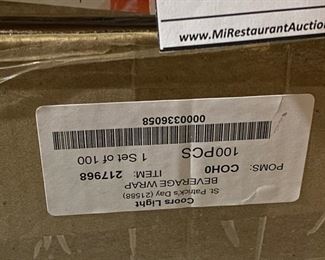 www.MiRestaurantAuctio
Coors Light
St. Patrick's Day (21588)
BEVERAGE WRAP
POMS: COH0 ITEM: 217968
100PCS
1 Set of 100
0000336058